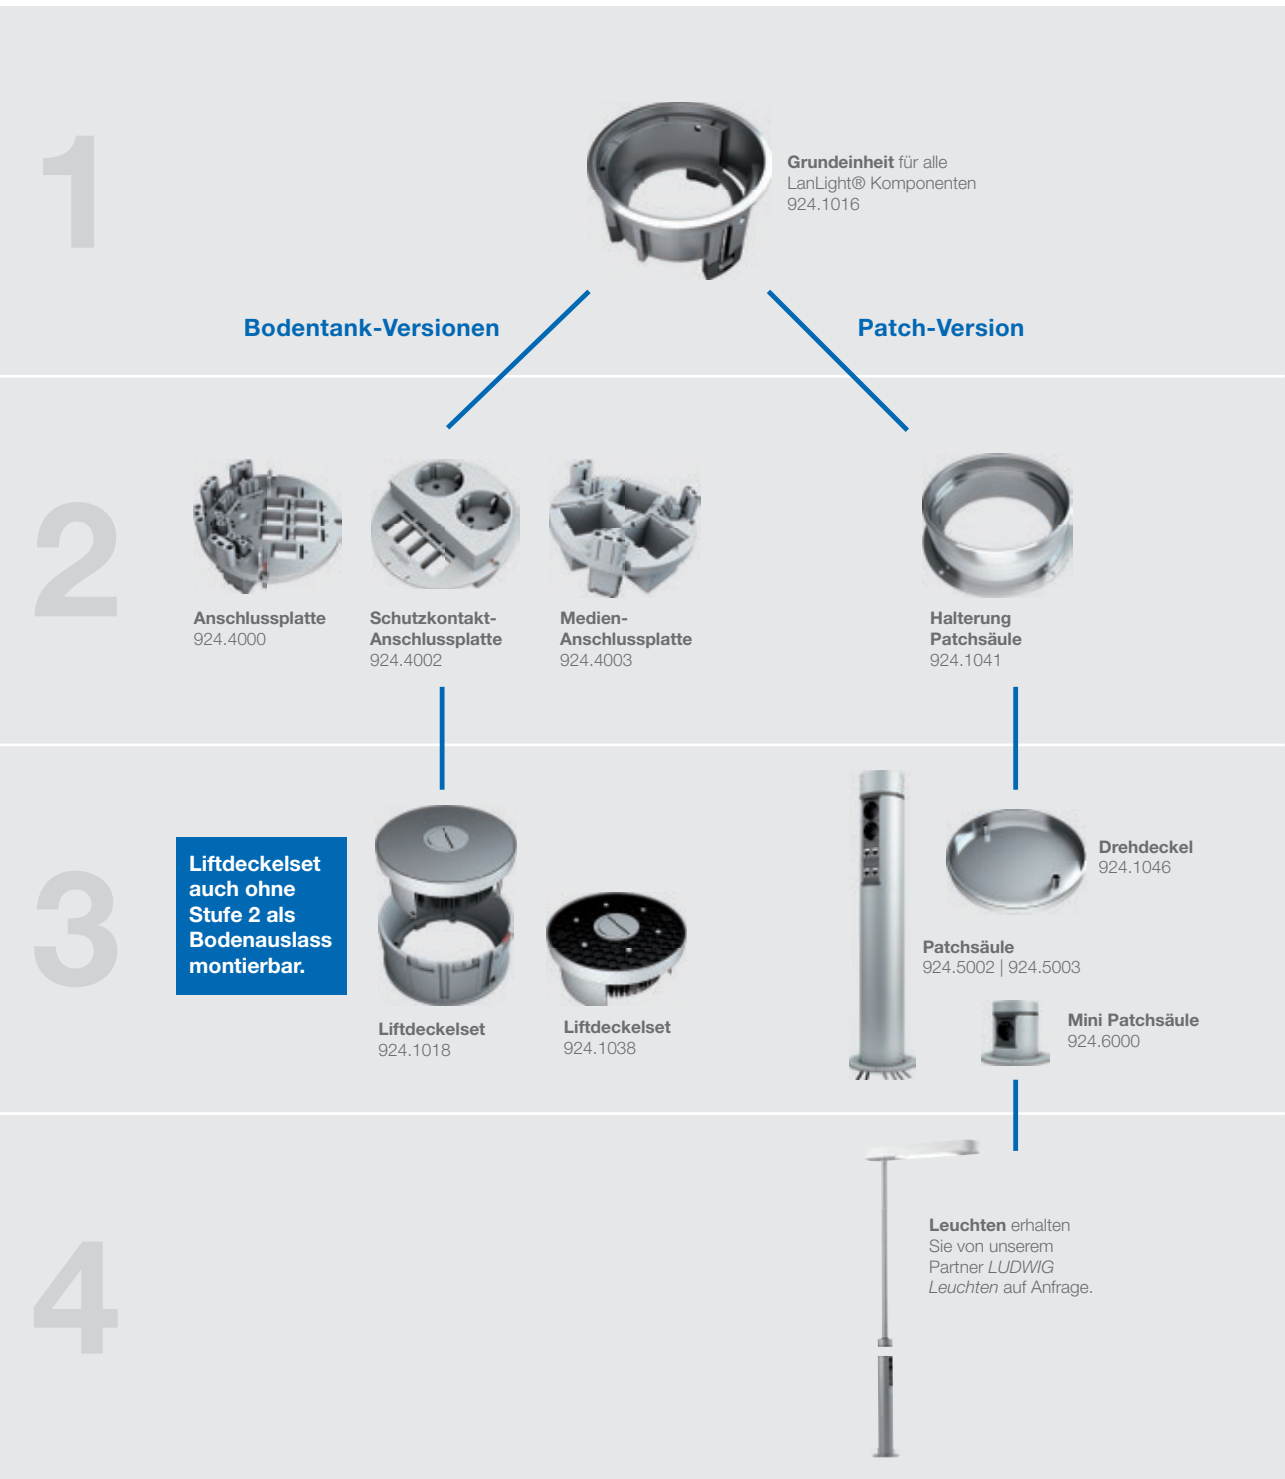 1
Grundeinheit für alle
LanLight® Komponenten
924.1016
Bodentank-Versionen
Patch-Version
2
Anschlussplatte
924.4000
Schutzkontakt-
Anschlussplatte
924.4002
Medien-
Anschlussplatte
924.4003
Halterung
Patchsäule
924.1041
3
Liftdeckelset
auch ohne
Stufe 2 als
Bodenauslass
montierbar.
Liftdeckelset
924.1018
Liftdeckelset
924.1038
Drehdeckel
924.1046
Patchsäule
924.5002 | 924.5003
Mini Patchsäule
924.6000
4
Leuchten erhalten
Sie von unserem
Partner LUDWIG
Leuchten auf Anfrage.